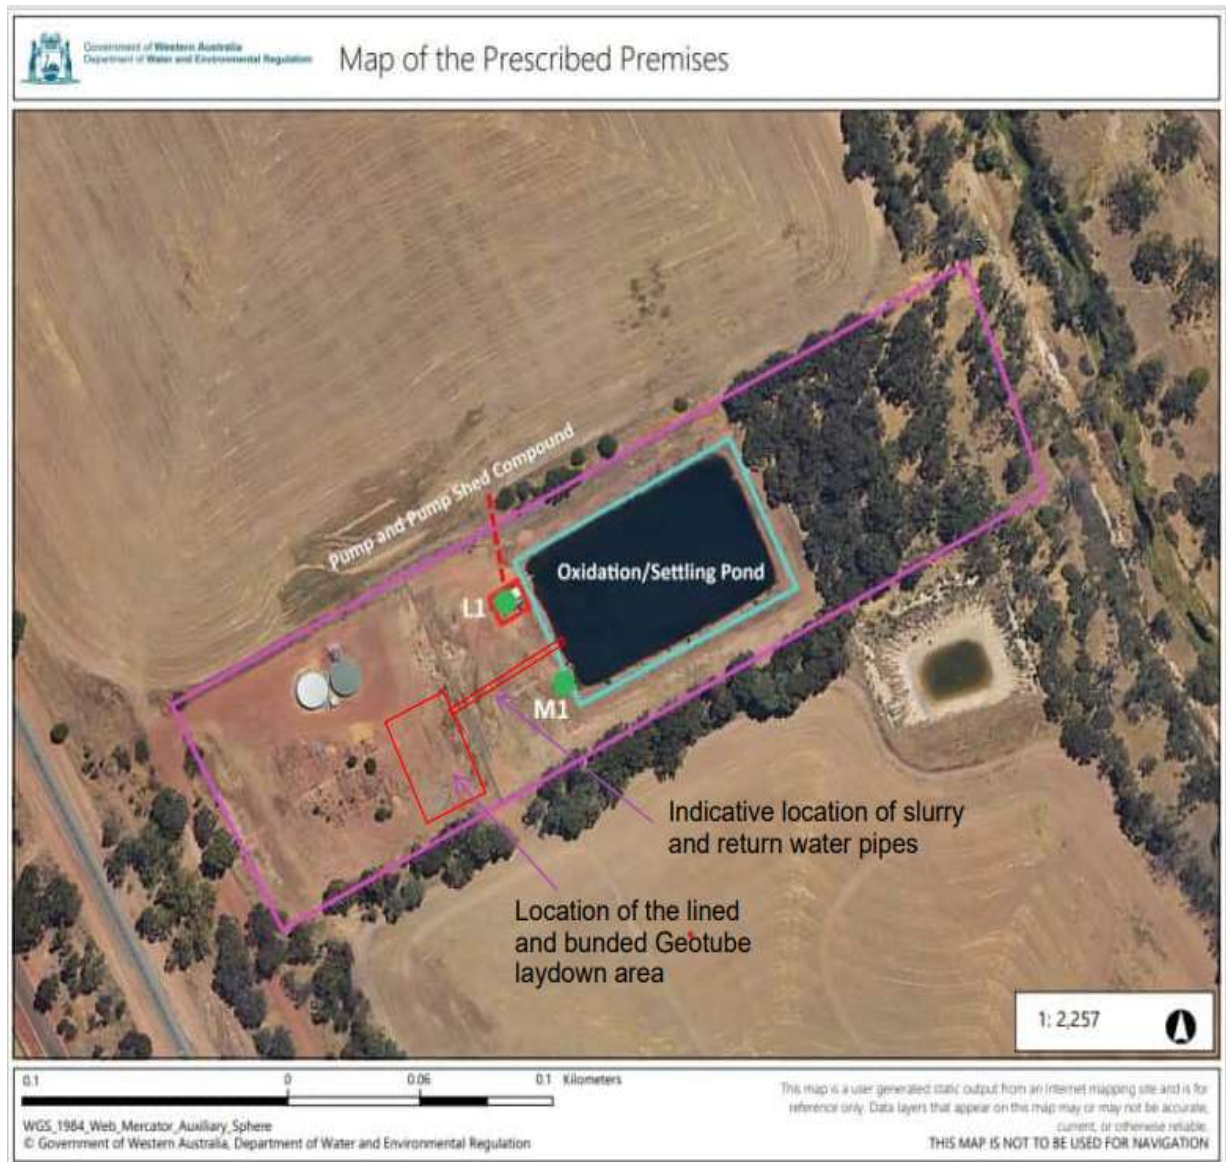 Government of Western Australia
Department of Water and Environmental Regulation
Map of the Prescribed Premises
Pump and Pump Shed Compound
Oxidation/Settling Pond
L1
M1
Indicative location of slurry
and return water pipes
Location of the lined
and bunded Geotube
laydown area
1: 2,257
0.1 0 0.06 0.1 Kilometers
WGS_1984_Web_Mercator_Auxiliary_Sphere
© Government of Western Australia, Department of Water and Environmental Regulation
This map is a user generated static output from an Internet mapping site and is for
reference only. Data layers that appear on this map may or may not be accurate,
current, or otherwise reliable.
THIS MAP IS NOT TO BE USED FOR NAVIGATION